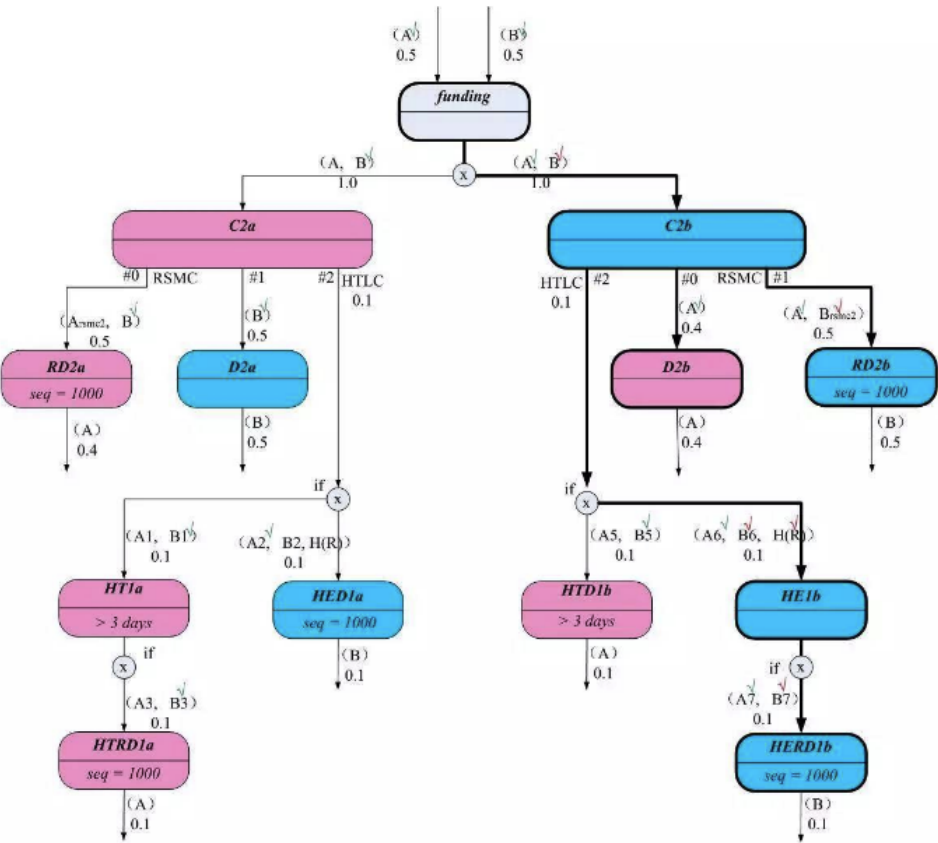 (A) (B)
0.5 0.5
funding
(A, B) (A, B)
1.0 1.0
x
C2a C2b
#0 RSMC #1 #2 HTLC HTLC #2 #0 RSMC #1
0.1 0.1
(Arsmc2, B) (B) (A) (A, Brsmc2)
0.5 0.5 0.4 0.5
RD2a D2a D2b RD2b
seq = 1000 seq = 1000
(A) (B) (A) (B)
0.4 0.5 0.4 0.5
if x if x
(A1, B1) (A2, B2, H(R)) (A5, B5) (A6, B6, H(R))
0.1 0.1 0.1 0.1
HT1a HED1a HTD1b HE1b
> 3 days seq = 1000 > 3 days
if (B) (A) if
x 0.1 0.1 x
(A3, B3) (A7, B7)
0.1 0.1
HTRD1a HERD1b
seq = 1000 seq = 1000
(A) (B)
0.1 0.1